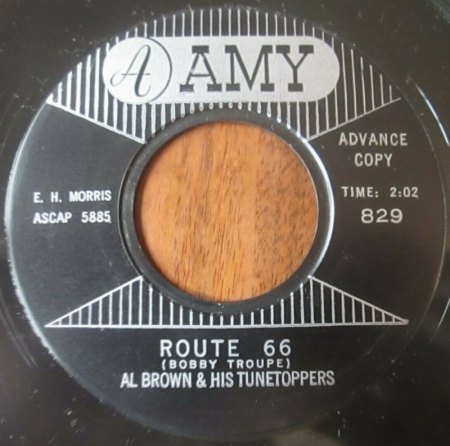 A AMY
ADVANCE
COPY
E. H. MORRIS
ASCAP 5885
TIME: 2:02
829
ROUTE 66
(BOBBY TROUPE)
AL BROWN & HIS TUNETOPPERS